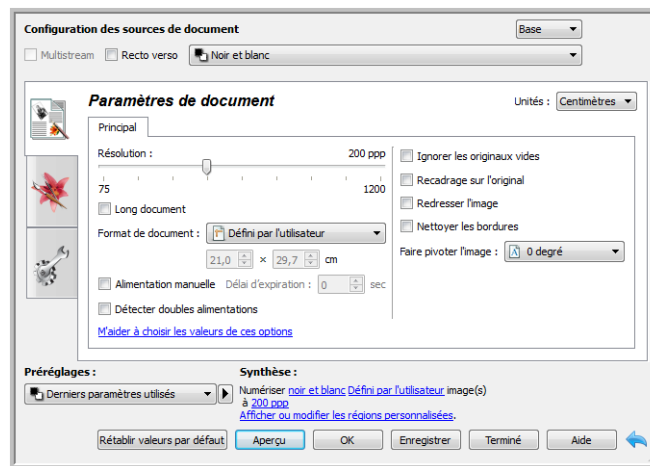 Configuration des sources de document
Base
Multistream
Recto verso
Noir et blanc
Paramètres de document
Unités :
Centimètres
Principal
Résolution :
200 ppp
75
1200
Long document
Format de document :
Défini par l'utilisateur
21,0 × 29,7 cm
Alimentation manuelle
Délai d'expiration : 0 sec
Détecter doubles alimentations
M'aider à choisir les valeurs de ces options
Ignorer les originaux vides
Recadrage sur l'original
Redresser l'image
Nettoyer les bordures
Faire pivoter l'image :
0 degré
Préréglages :
Derniers paramètres utilisés
Synthèse :
Numériser noir et blanc Défini par l'utilisateur image(s)
à 200 ppp
Afficher ou modifier les régions personnalisées.
Rétablir valeurs par défaut
Aperçu
OK
Enregistrer
Terminé
Aide